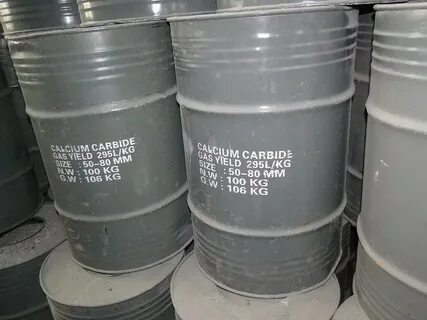 CALCIUM CARBIDE
GAS YIELD 295L/KG
SIZE : 50-80 MM
N.W : 100 KG
G.W : 106 KG
CALCIUM CARBIDE
GAS YIELD 295L/KG
SIZE : 50-80 MM
N.W : 100 KG
G.W : 106 KG